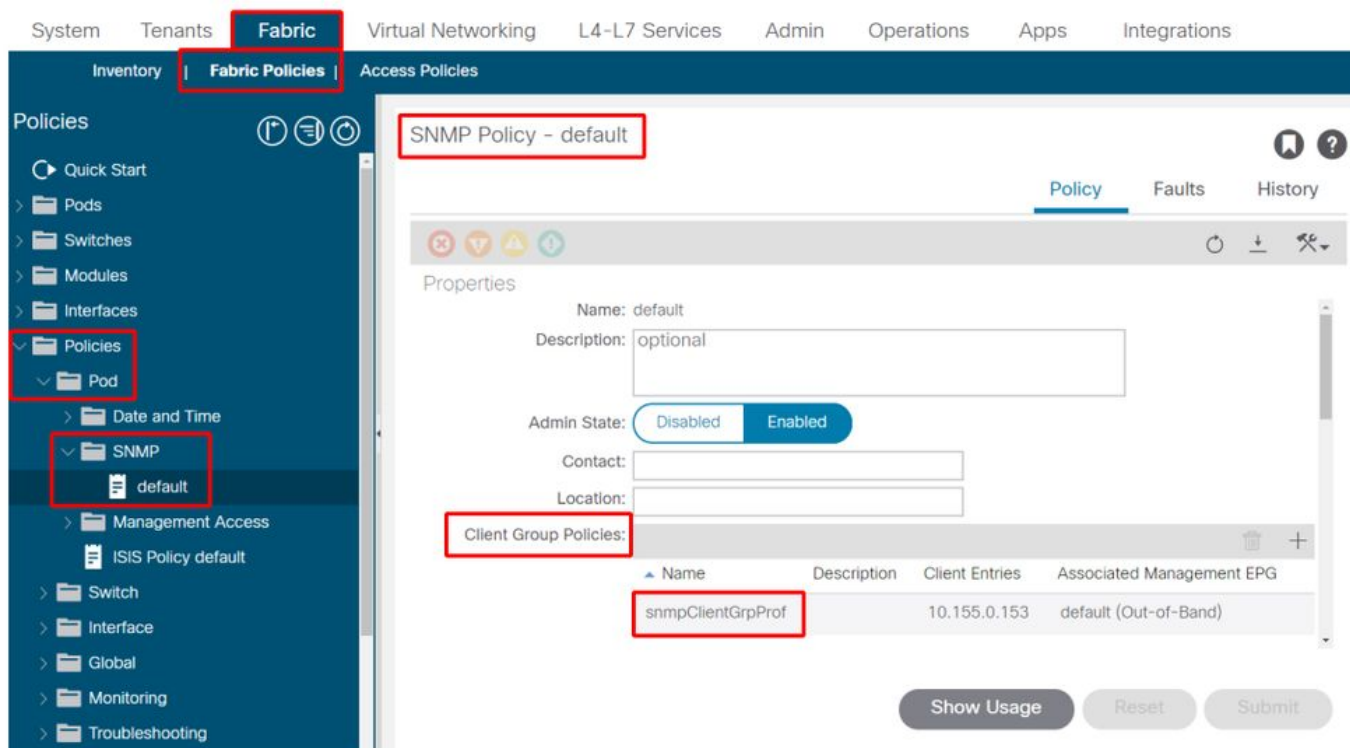 System Tenants Fabric Virtual Networking L4-L7 Services Admin Operations Apps Integrations
Inventory | Fabric Policies | Access Policies
Policies
Quick Start
Pods
Switches
Modules
Interfaces
Policies
Pod
Date and Time
SNMP
default
Management Access
ISIS Policy default
Switch
Interface
Global
Monitoring
Troubleshooting
SNMP Policy - default
Policy Faults History
Properties
Name: default
Description: optional
Admin State: Disabled Enabled
Contact:
Location:
Client Group Policies:
Name Description Client Entries Associated Management EPG
snmpClientGrpProf 10.155.0.153 default (Out-of-Band)
Show Usage Reset Submit